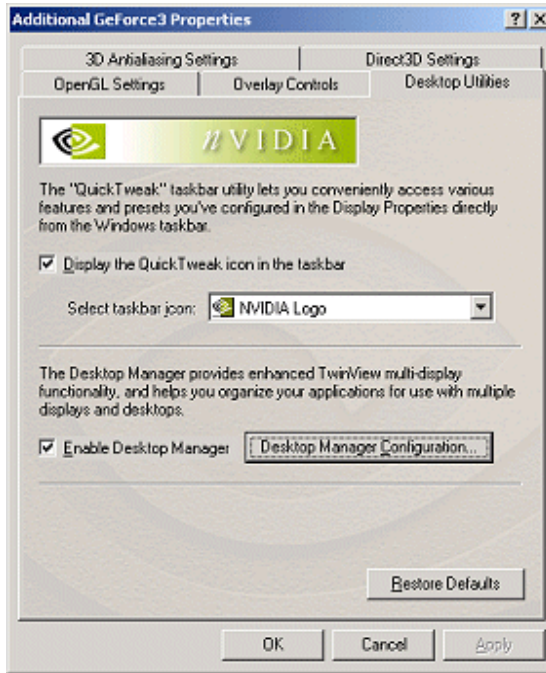 Additional GeForce3 Properties
3D Antialiasing Settings
Direct3D Settings
OpenGL Settings
Overlay Controls
Desktop Utilities
nVIDIA
The "QuickTweak" taskbar utility lets you conveniently access various
features and presets you've configured in the Display Properties directly
from the Windows taskbar.
Display the QuickTweak icon in the taskbar
Select taskbar icon:
NVIDIA Logo
The Desktop Manager provides enhanced TwinView multi-display
functionality, and helps you organize your applications for use with multiple
displays and desktops.
Enable Desktop Manager
Desktop Manager Configuration...
Restore Defaults
OK
Cancel
Apply